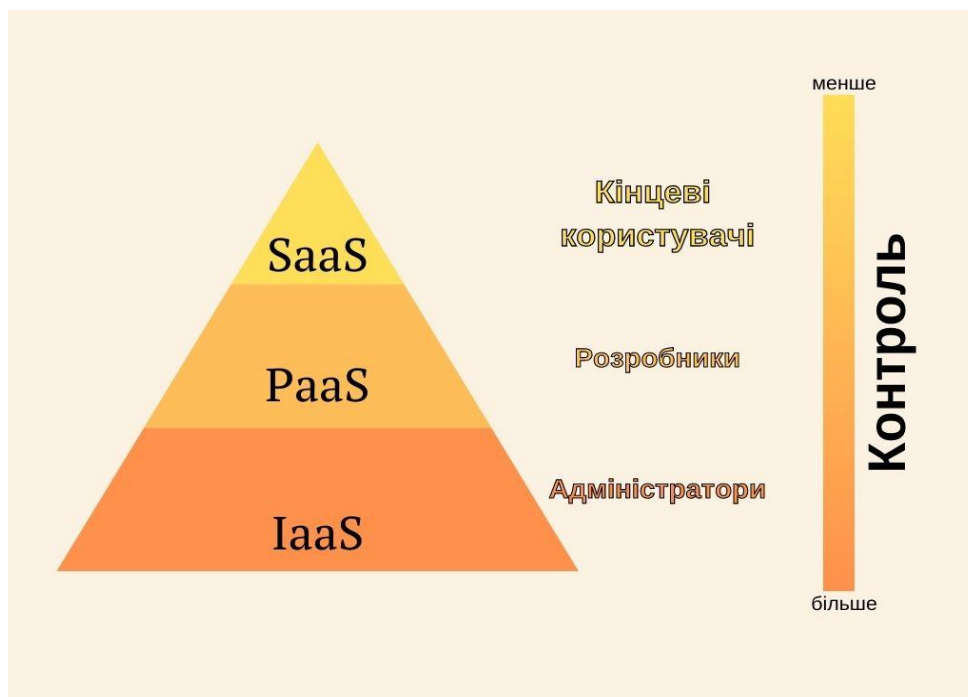 менше
SaaS
Кінцеві
користувачі
PaaS
Розробники
IaaS
Адміністратори
Контроль
більше